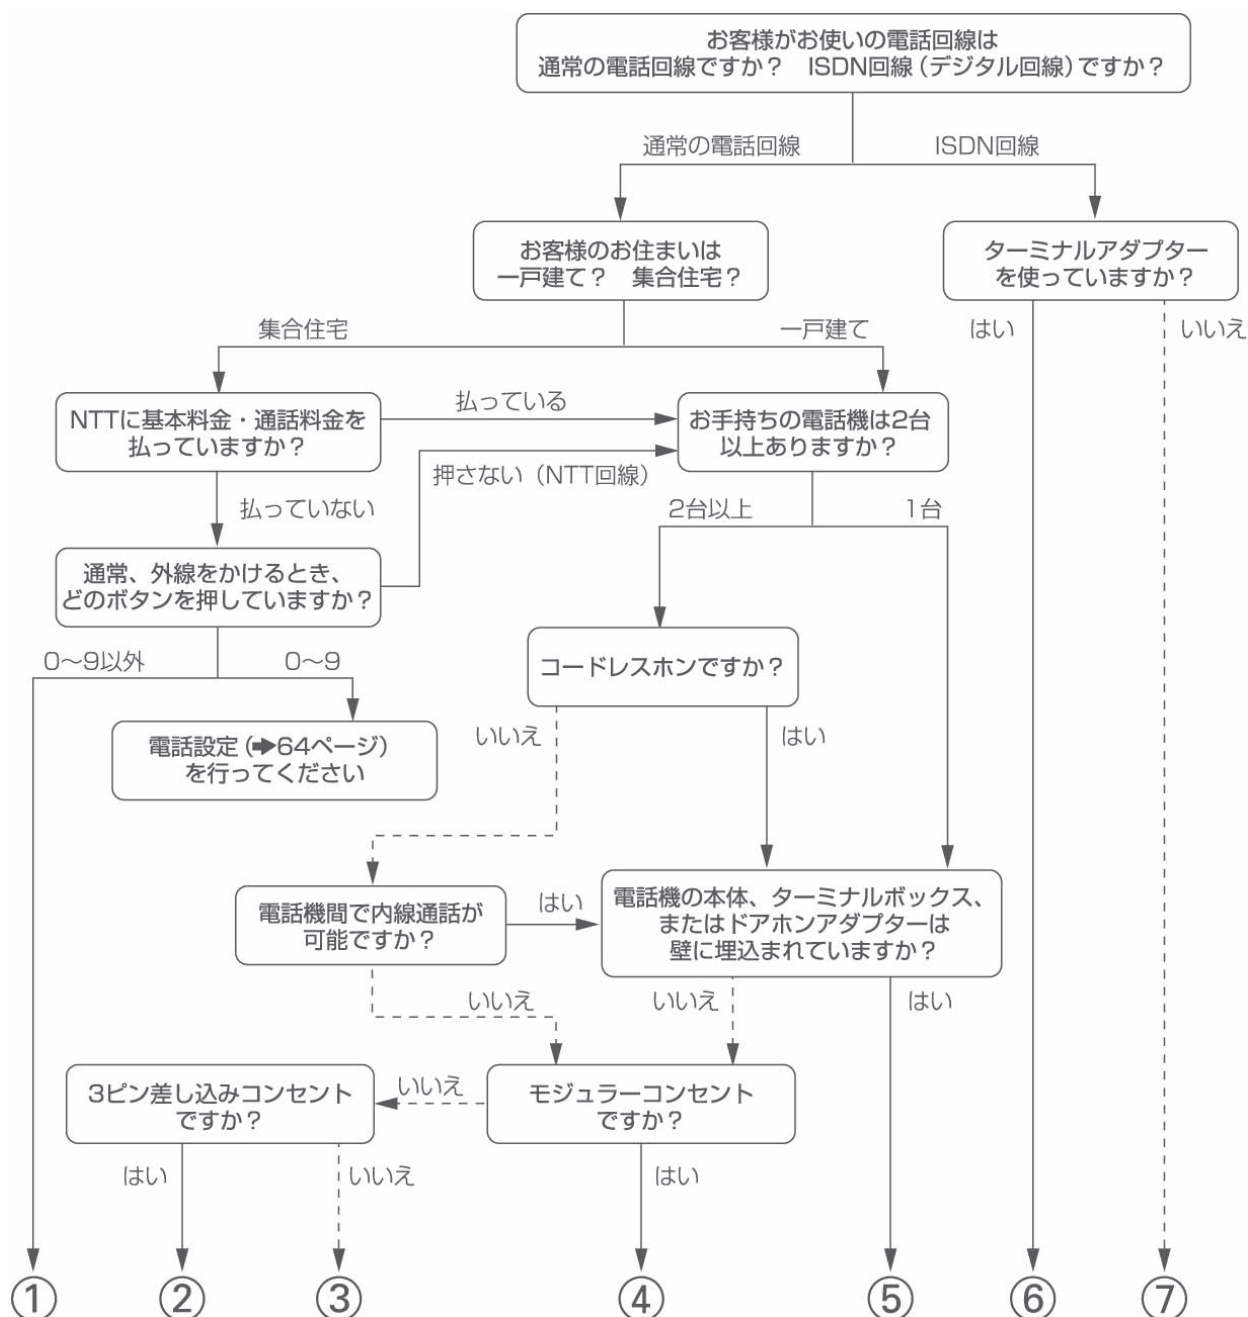 お客様がお使いの電話回線は
通常の電話回線ですか？　ISDN回線（デジタル回線）ですか？
通常の電話回線
ISDN回線
お客様のお住まいは
一戸建て？　集合住宅？
ターミナルアダプター
を使っていますか？
集合住宅
一戸建て
はい
いいえ
NTTに基本料金・通話料金を
払っていますか？
払っている
お手持ちの電話機は2台
以上ありますか？
押さない（NTT回線）
払っていない
2台以上
1台
通常、外線をかけるとき、
どのボタンを押していますか？
0～9以外
0～9
コードレスホンですか？
電話設定（➡64ページ）
を行ってください
いいえ
はい
電話機間で内線通話が
可能ですか？
はい
電話機の本体、ターミナルボックス、
またはドアホンアダプターは
壁に埋込まれていますか？
いいえ
いいえ
はい
3ピン差し込みコンセント
ですか？
いいえ
モジュラーコンセント
ですか？
はい
いいえ
はい
① ② ③ ④ ⑤ ⑥ ⑦